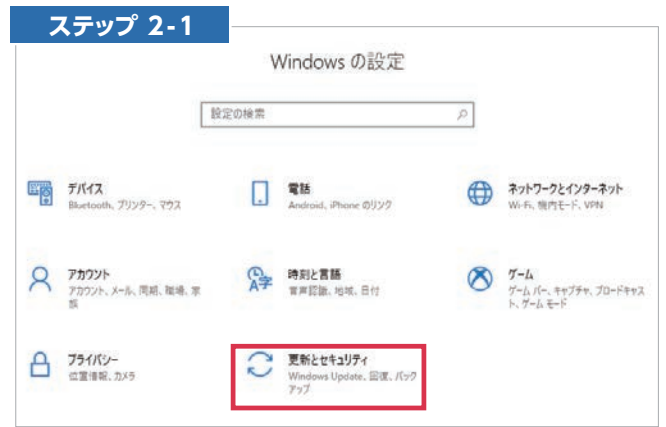 ステップ 2-1
Windows の設定
設定の検索
デバイス
Bluetooth、プリンター、マウス
電話
Android、iPhone のリンク
ネットワークとインターネット
Wi-Fi、機内モード、VPN
アカウント
アカウント、メール、同期、職場、家
族
時刻と言語
音声認識、地域、日付
ゲーム
ゲーム バー、キャプチャ、ブロードキャス
ト、ゲーム モード
プライバシー
位置情報、カメラ
更新とセキュリティ
Windows Update、回復、バック
アップ